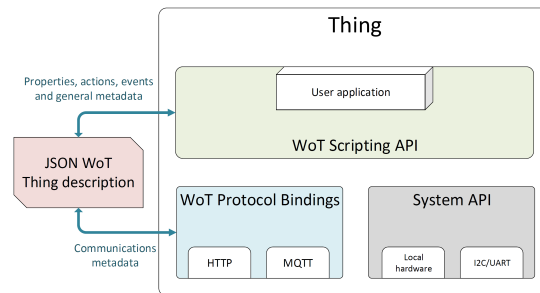 Thing
Properties, actions, events
and general metadata
User application
WoT Scripting API
JSON WoT
Thing description
WoT Protocol Bindings
System API
Communications
metadata
HTTP
MQTT
Local
hardware
I2C/UART